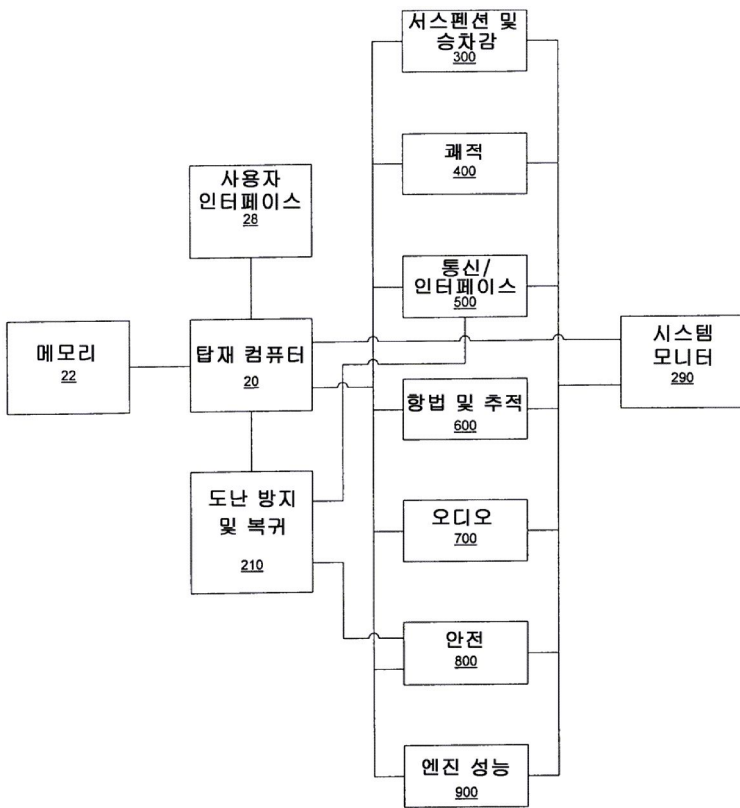 서스펜션 및
승차감
300
쾌적
400
사용자
인터페이스
28
통신/
인터페이스
500
메모리
22
탑재 컴퓨터
20
시스템
모니터
290
항법 및 추적
600
도난 방지
및 복귀
210
오디오
700
안전
800
엔진 성능
900